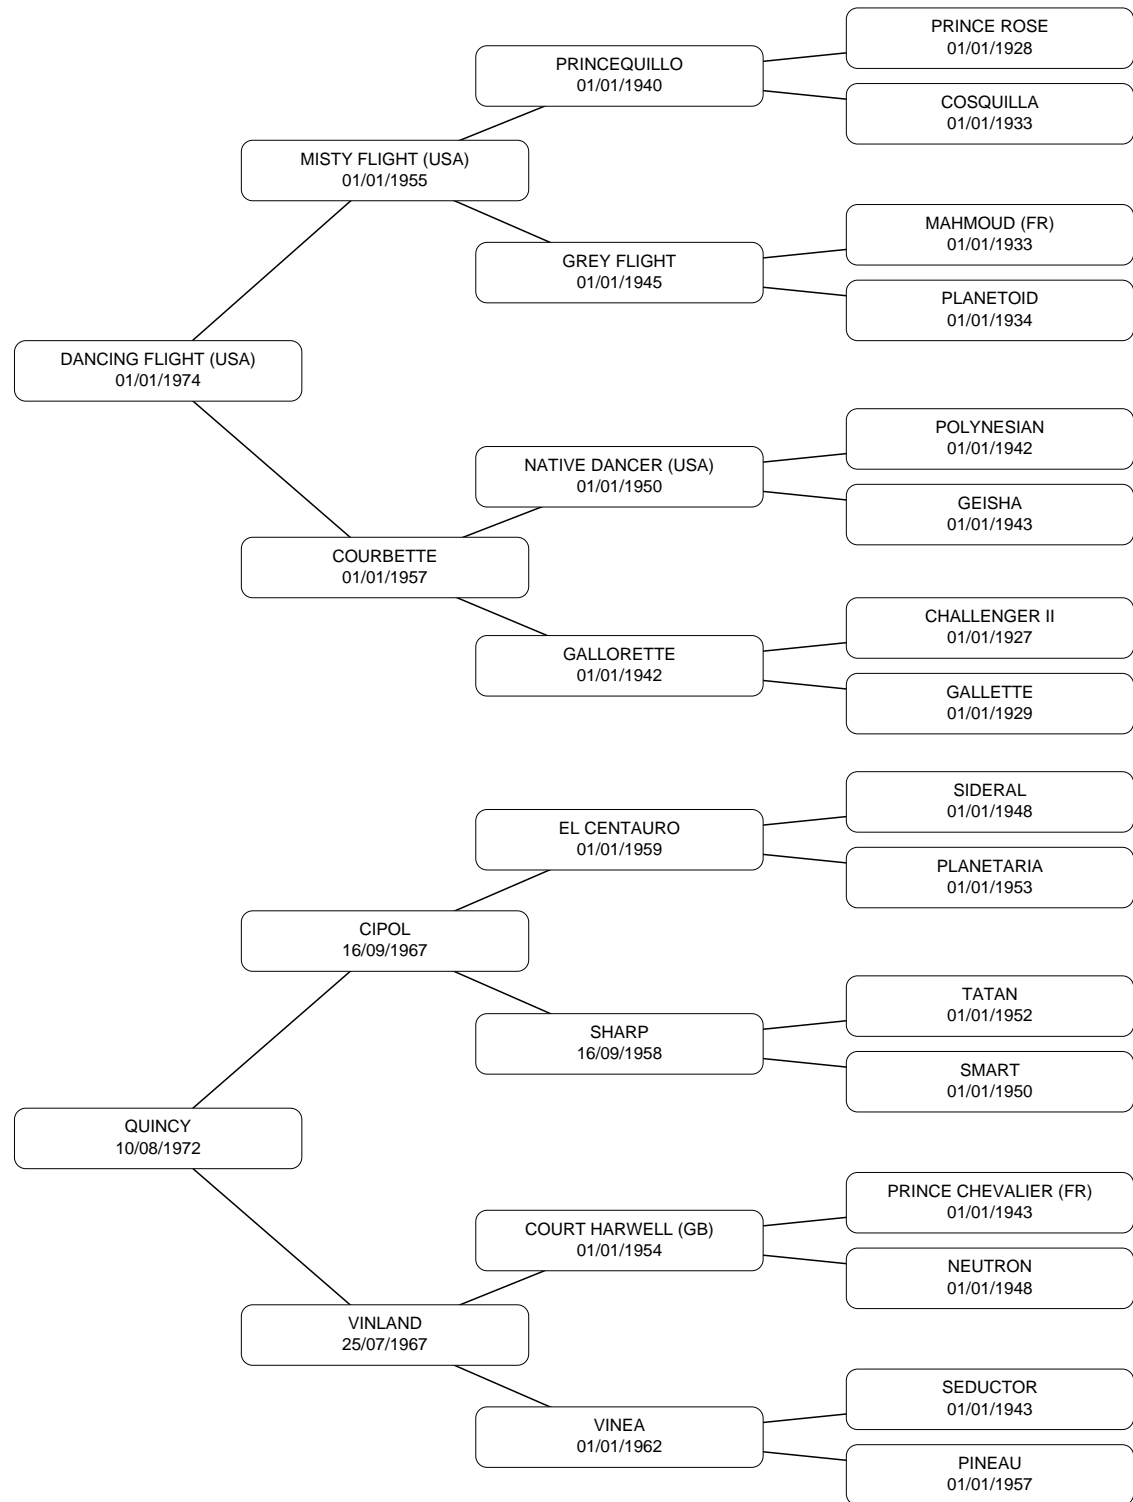 PRINCE ROSE
01/01/1928
PRINCEQUILLO
01/01/1940
COSQUILLA
01/01/1933
MISTY FLIGHT (USA)
01/01/1955
MAHMOUD (FR)
01/01/1933
GREY FLIGHT
01/01/1945
PLANETOID
01/01/1934
DANCING FLIGHT (USA)
01/01/1974
POLYNESIAN
01/01/1942
NATIVE DANCER (USA)
01/01/1950
GEISHA
01/01/1943
COURBETTE
01/01/1957
CHALLENGER II
01/01/1927
GALLORETTE
01/01/1942
GALLETTE
01/01/1929
SIDERAL
01/01/1948
EL CENTAURO
01/01/1959
PLANETARIA
01/01/1953
CIPOL
16/09/1967
TATAN
01/01/1952
SHARP
16/09/1958
SMART
01/01/1950
QUINCY
10/08/1972
PRINCE CHEVALIER (FR)
01/01/1943
COURT HARWELL (GB)
01/01/1954
NEUTRON
01/01/1948
VINLAND
25/07/1967
SEDUCTOR
01/01/1943
VINEA
01/01/1962
PINEAU
01/01/1957